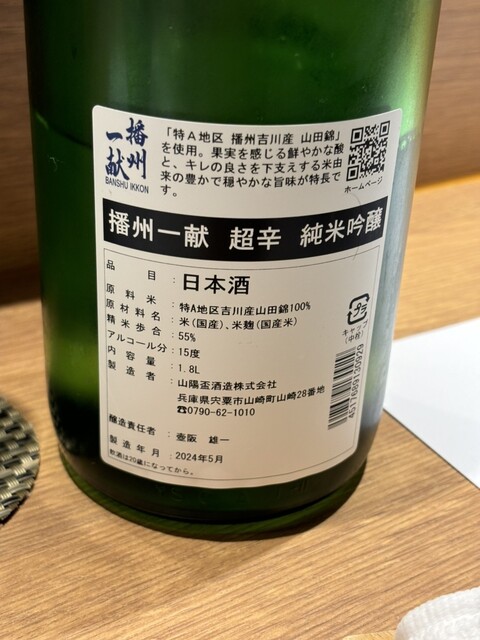 播州一献
BANSHU IKKON
「特A地区 播州吉川産 山田錦」
を使用。果実を感じる鮮やかな酸
と、キレの良さを下支えする米由
来の豊かで穏やかな旨味が特長で
す。
ホームページ
播州一献 超辛 純米吟醸
品目：日本酒
原料米：特A地区吉川産山田錦100%
原材料名：米(国産)、米麹(国産米)
精米歩合：55%
アルコール分：15度
内容量：1.8L
製造者：山陽盃酒造株式会社
兵庫県宍粟市山崎町山崎28番地
☎0790-62-1010
醸造責任者：壺阪 雄一
製造年月：2024年5月
飲酒は20歳になってから。
プラ
キャップ
(中栓)
4517689130929